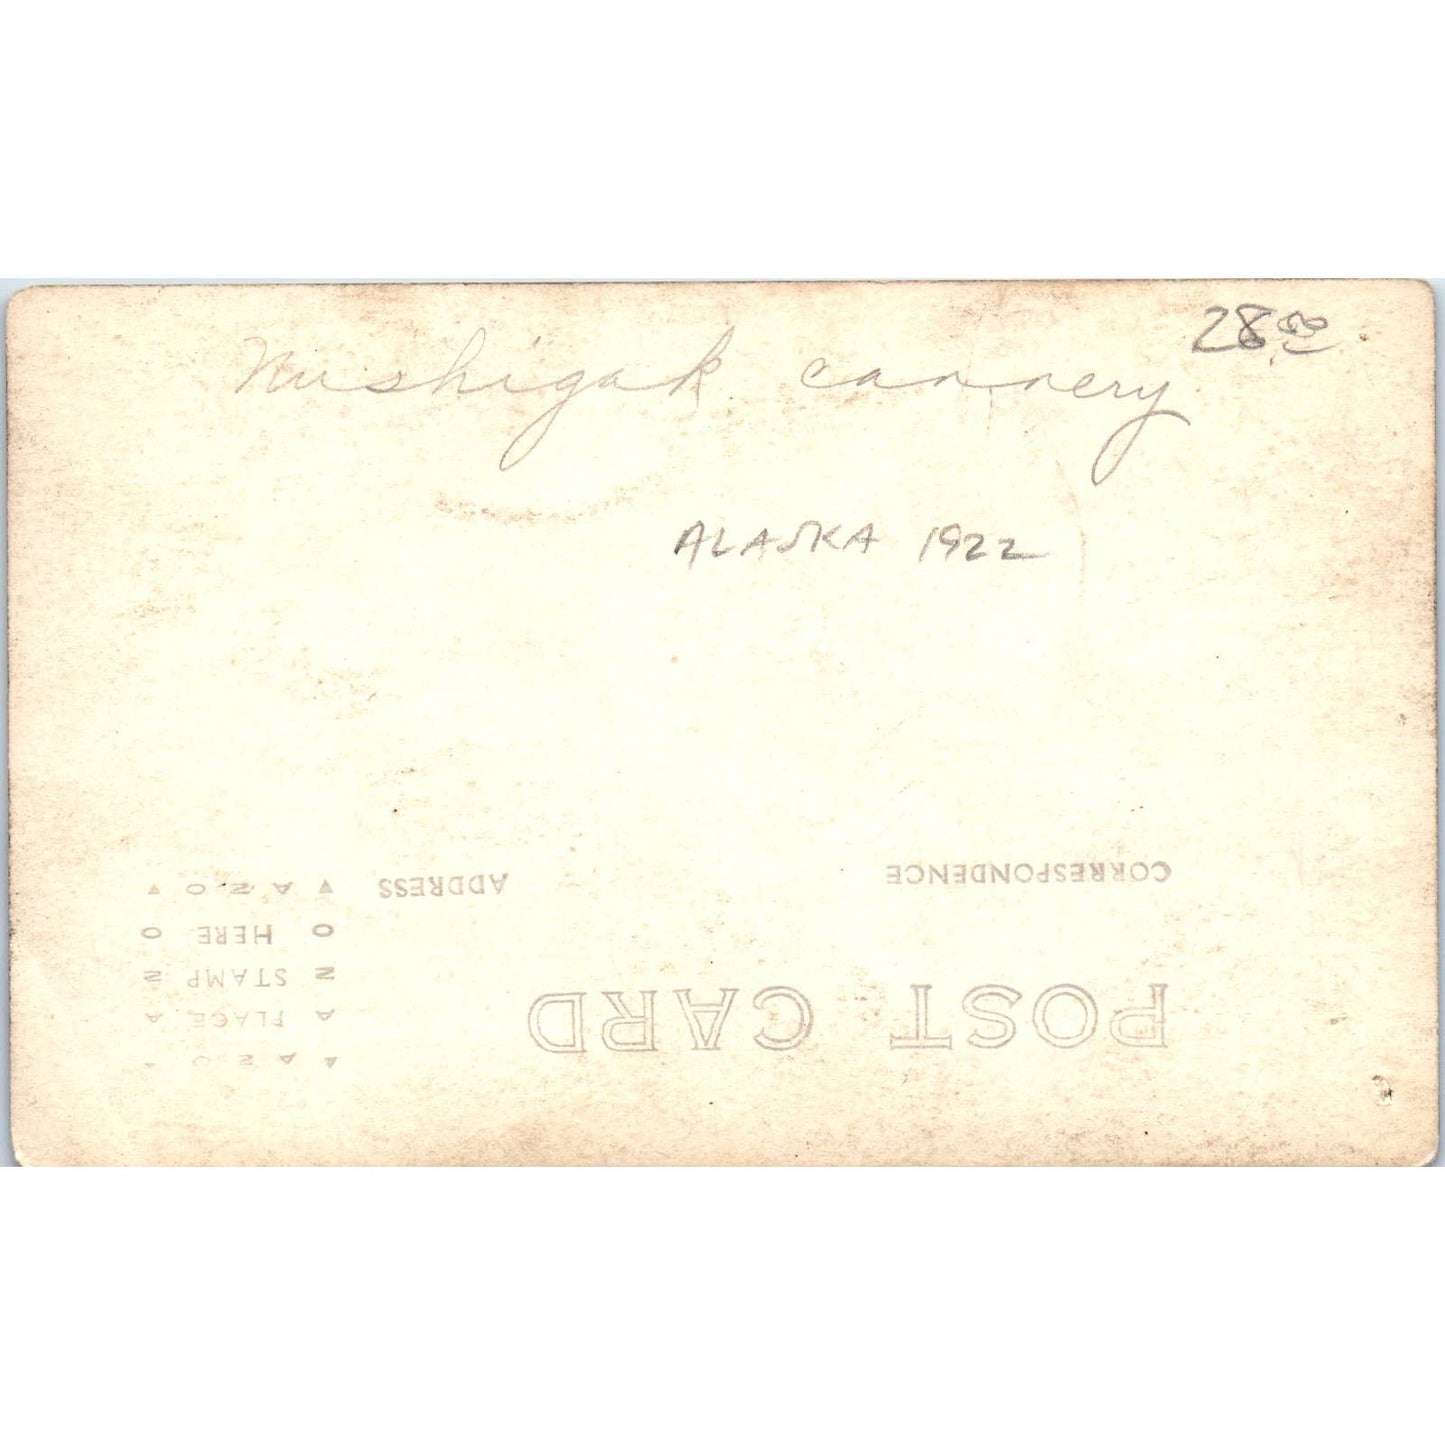 28.00
Nushigak cannery
ALASKA 1922
POST CARD
CORRESPONDENCE
ADDRESS
▲ A Z O ▲
A PLACE A
Z STAMP Z
O HERE O
▼ A Z O ▼